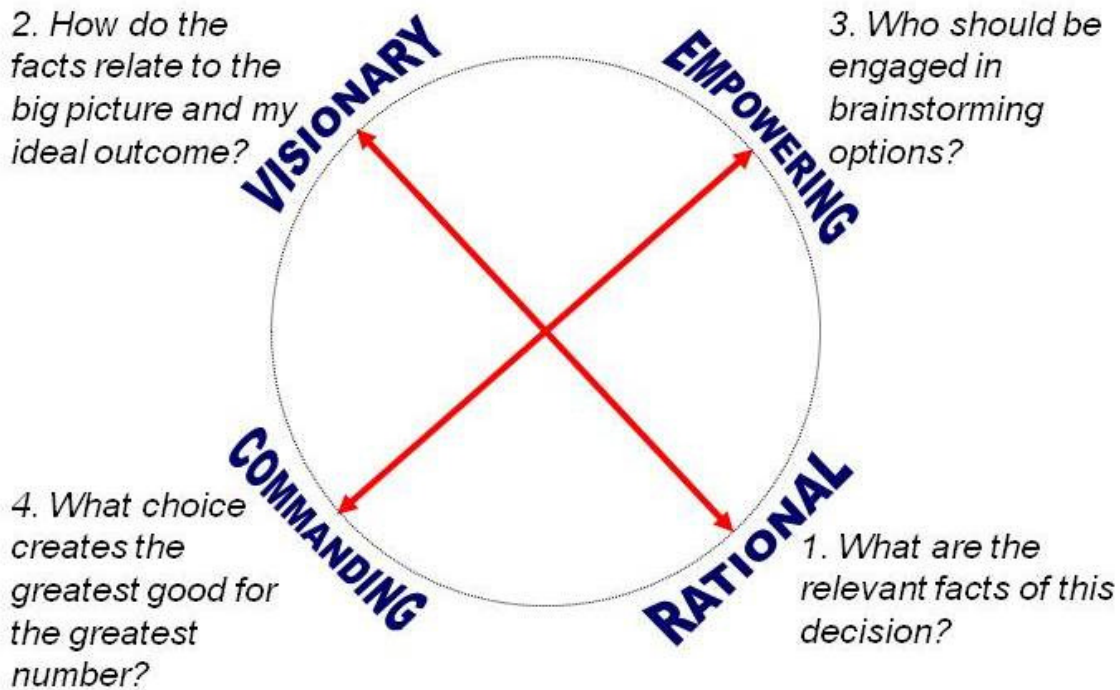 2. How do the
facts relate to the
big picture and my
ideal outcome?
VISIONARY
EMPOWERING
3. Who should be
engaged in
brainstorming
options?
COMMANDING
4. What choice
creates the
greatest good for
the greatest
number?
RATIONAL
1. What are the
relevant facts of this
decision?